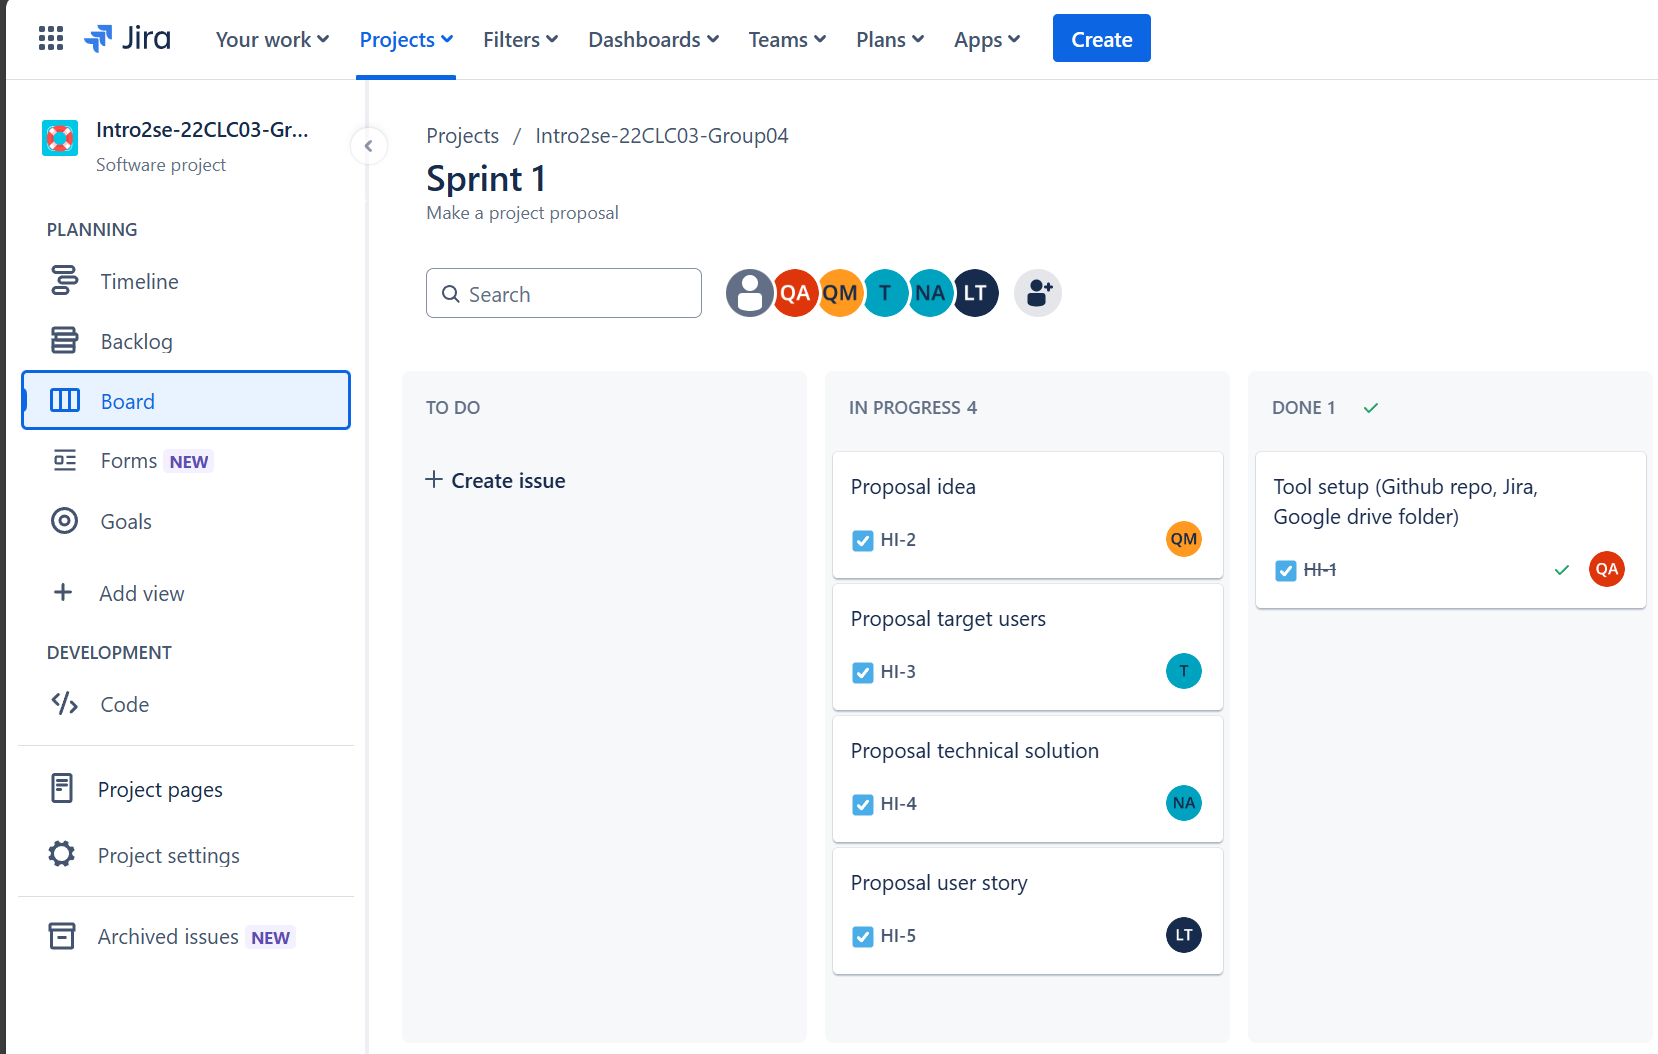 Jira
Your work
Projects
Filters
Dashboards
Teams
Plans
Apps
Create
Intro2se-22CLC03-Gr...
Software project
PLANNING
Timeline
Backlog
Board
Forms NEW
Goals
Add view
DEVELOPMENT
Code
Project pages
Project settings
Archived issues NEW
Projects / Intro2se-22CLC03-Group04
Sprint 1
Make a project proposal
Search
QA QM T NA LT
TO DO
+ Create issue
IN PROGRESS 4
Proposal idea
HI-2 QM
Proposal target users
HI-3 T
Proposal technical solution
HI-4 NA
Proposal user story
HI-5 LT
DONE 1
Tool setup (Github repo, Jira,
Google drive folder)
HI-1 QA